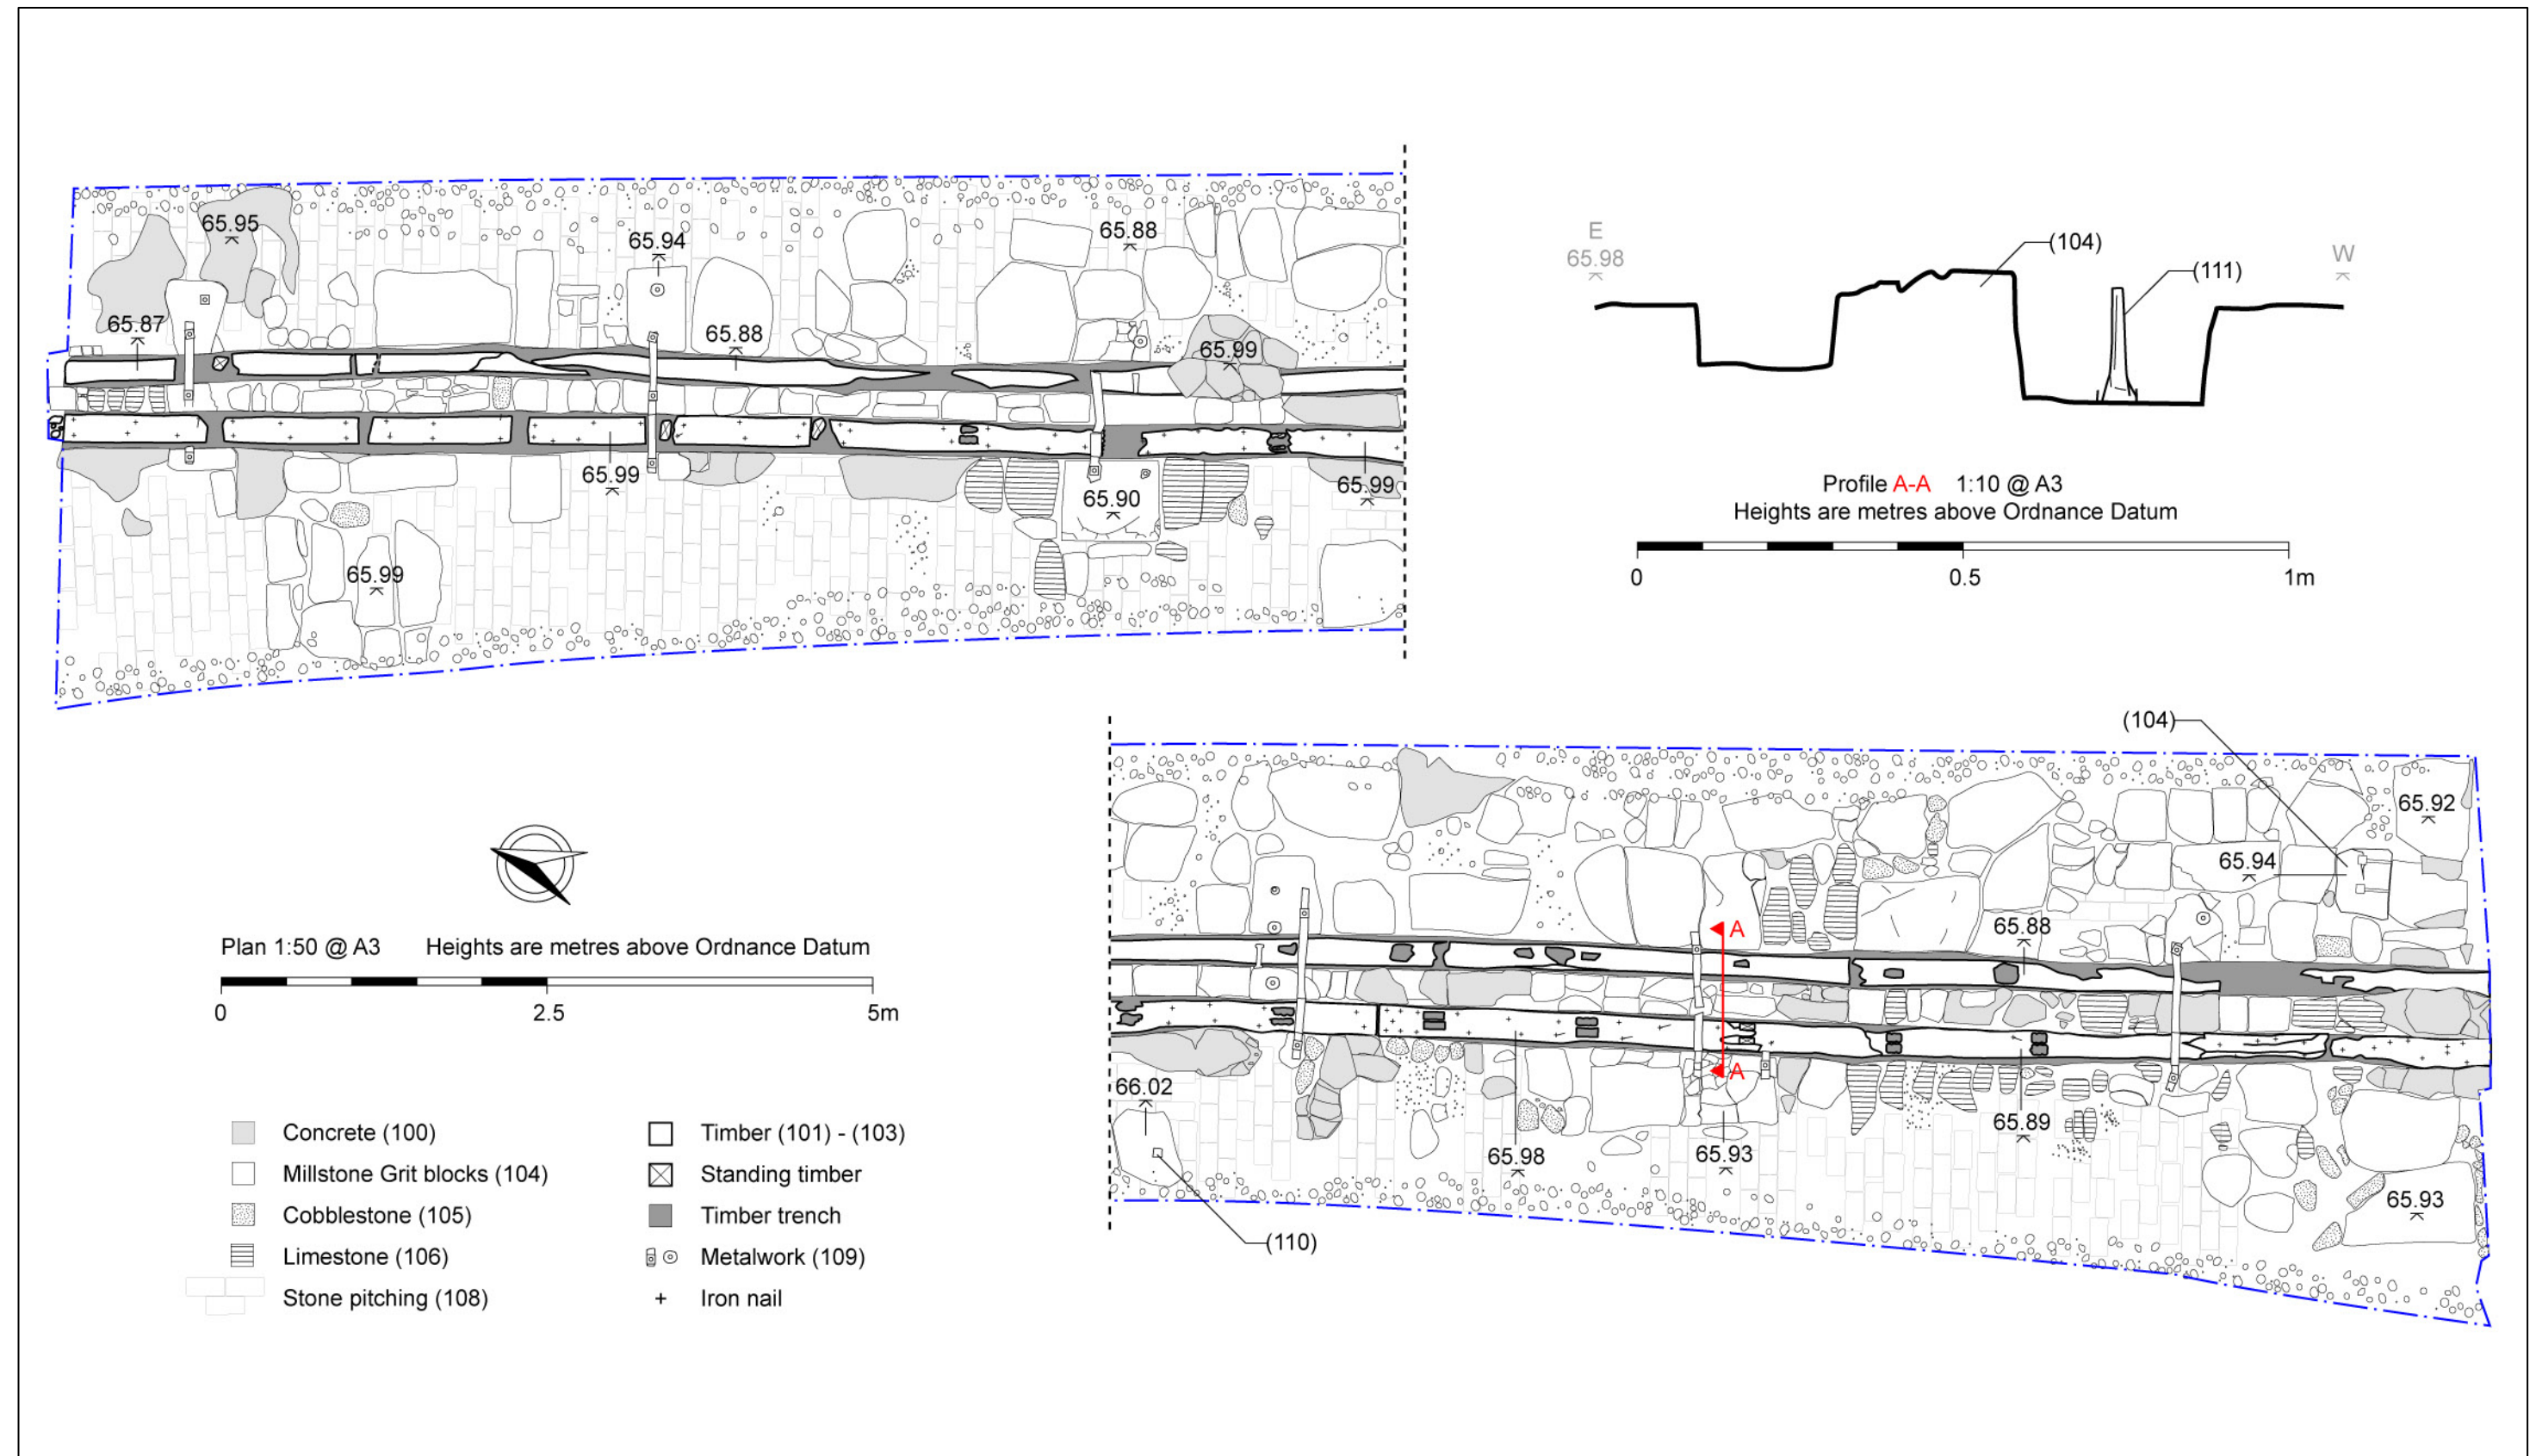 65.95
65.94
65.88
65.87
65.88
65.99
65.99
65.90
65.99
65.99
E
65.98
W
(104)
(111)
Profile A-A 1:10 @ A3
Heights are metres above Ordnance Datum
0 0.5 1m
(104)
65.92
65.94
A
65.88
A
66.02
65.98
65.93
65.89
65.93
(110)
Plan 1:50 @ A3 Heights are metres above Ordnance Datum
0 2.5 5m
Concrete (100)
Millstone Grit blocks (104)
Cobblestone (105)
Limestone (106)
Stone pitching (108)
Timber (101) - (103)
Standing timber
Timber trench
Metalwork (109)
Iron nail